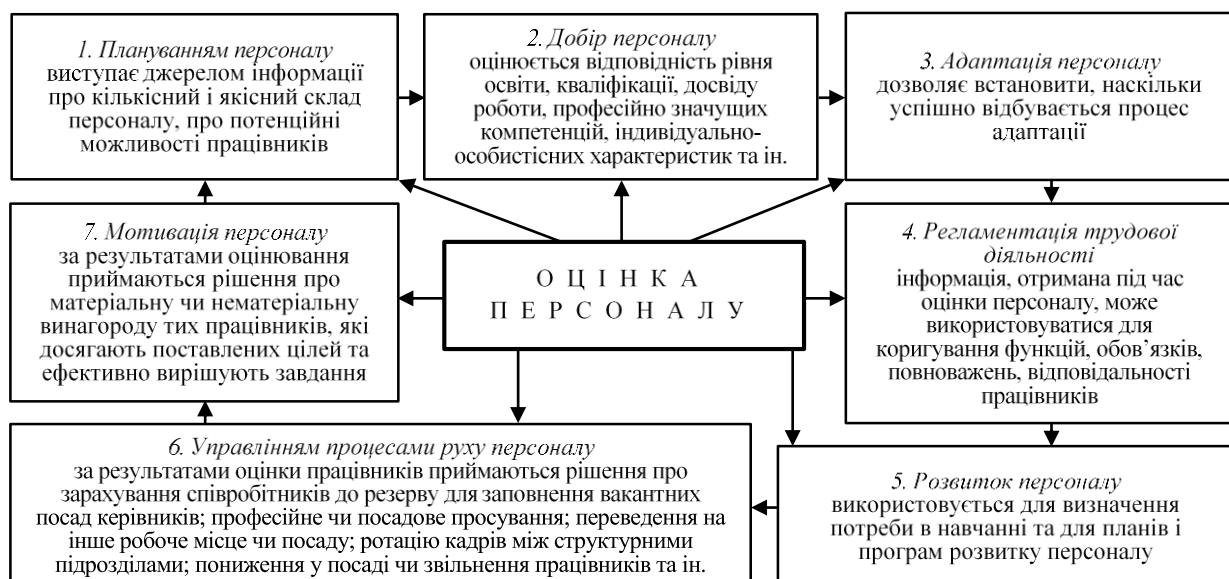 1. Плануванням персоналу
виступає джерелом інформації
про кількісний і якісний склад
персоналу, про потенційні
можливості працівників
2. Добір персоналу
оцінюється відповідність рівня
освіти, кваліфікації, досвіду
роботи, професійно значущих
компетенцій, індивідуально-
особистісних характеристик та ін.
3. Адаптація персоналу
дозволяє встановити, наскільки
успішно відбувається процес
адаптації
7. Мотивація персоналу
за результатами оцінювання
приймаються рішення про
матеріальну чи нематеріальну
винагороду тих працівників, які
досягають поставлених цілей та
ефективно вирішують завдання
ОЦІНКА
ПЕРСОНАЛУ
4. Регламентація трудової
діяльності
інформація, отримана під час
оцінки персоналу, може
використовуватися для
коригування функцій, обов’язків,
повноважень, відповідальності
працівників
6. Управлінням процесами руху персоналу
за результатами оцінки працівників приймаються рішення про
зарахування співробітників до резерву для заповнення вакантних
посад керівників; професійне чи посадове просування; переведення на
інше робоче місце чи посаду; ротацію кадрів між структурними
підрозділами; пониження у посаді чи звільнення працівників та ін.
5. Розвиток персоналу
використовується для визначення
потреби в навчанні та для планів і
програм розвитку персоналу